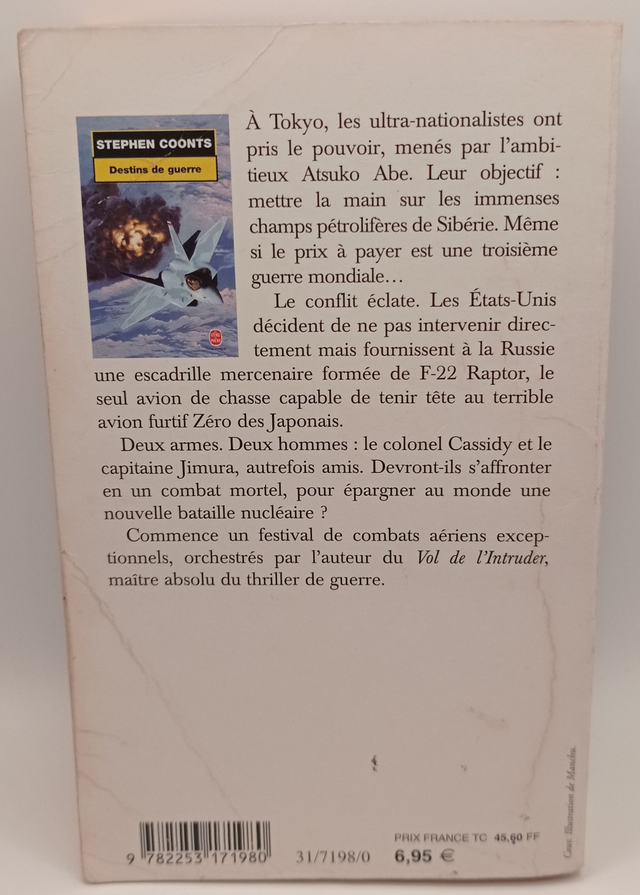 STEPHEN COONTS
Destins de guerre
À Tokyo, les ultra-nationalistes ont
pris le pouvoir, menés par l'ambi-
tieux Atsuko Abe. Leur objectif :
mettre la main sur les immenses
champs pétrolifères de Sibérie. Même
si le prix à payer est une troisième
guerre mondiale...
Le conflit éclate. Les États-Unis
décident de ne pas intervenir direc-
tement mais fournissent à la Russie
une escadrille mercenaire formée de F-22 Raptor, le
seul avion de chasse capable de tenir tête au terrible
avion furtif Zéro des Japonais.
Deux armes. Deux hommes : le colonel Cassidy et le
capitaine Jimura, autrefois amis. Devront-ils s'affronter
en un combat mortel, pour épargner au monde une
nouvelle bataille nucléaire ?
Commence un festival de combats aériens excep-
tionnels, orchestrés par l'auteur du Vol de l'Intruder,
maître absolu du thriller de guerre.
Couv. Illustration de Manchu.
9 782253 171980
31/7198/0
PRIX FRANCE TC 45,60 FF
6,95 €